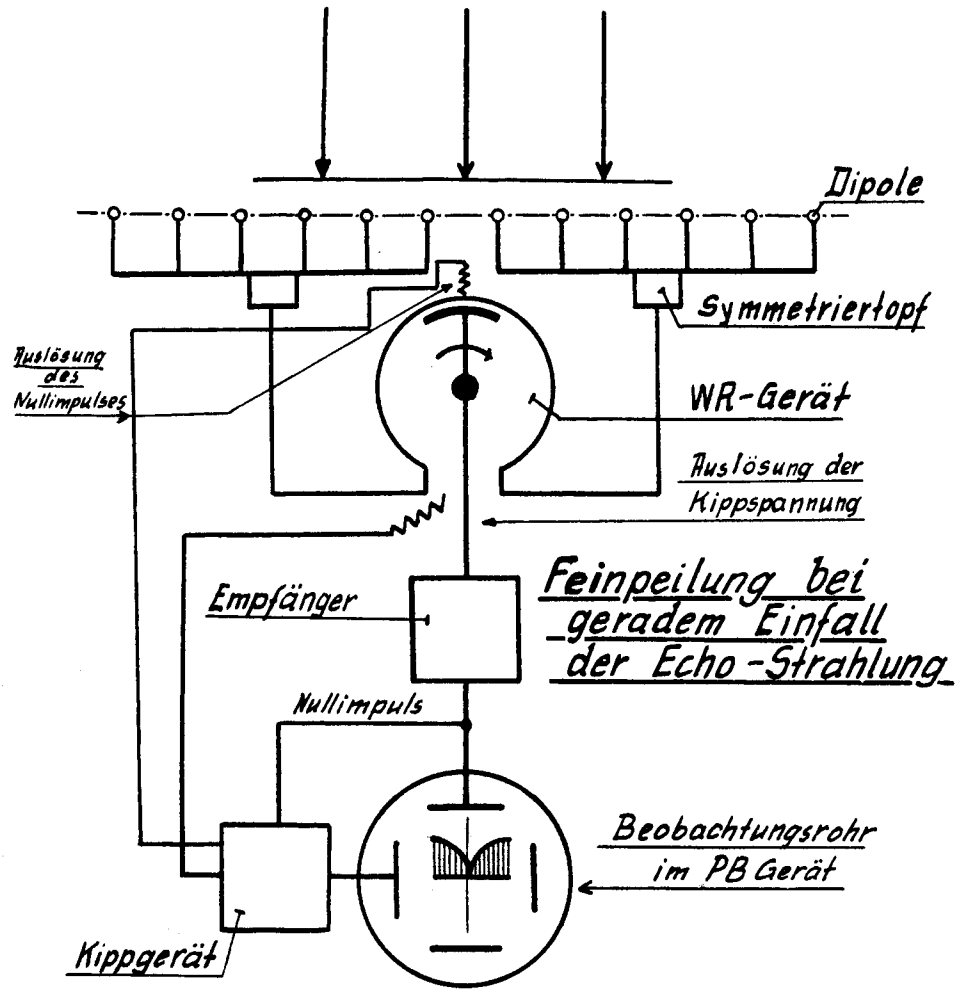 Dipole
Symmetriertopf
Auslösung
des
Nullimpulses
WR-Gerät
Auslösung der
Kippspannung
Feinpeilung bei
geradem Einfall
der Echo-Strahlung
Empfänger
Nullimpuls
Beobachtungsrohr
im PB Gerät
Kippgerät